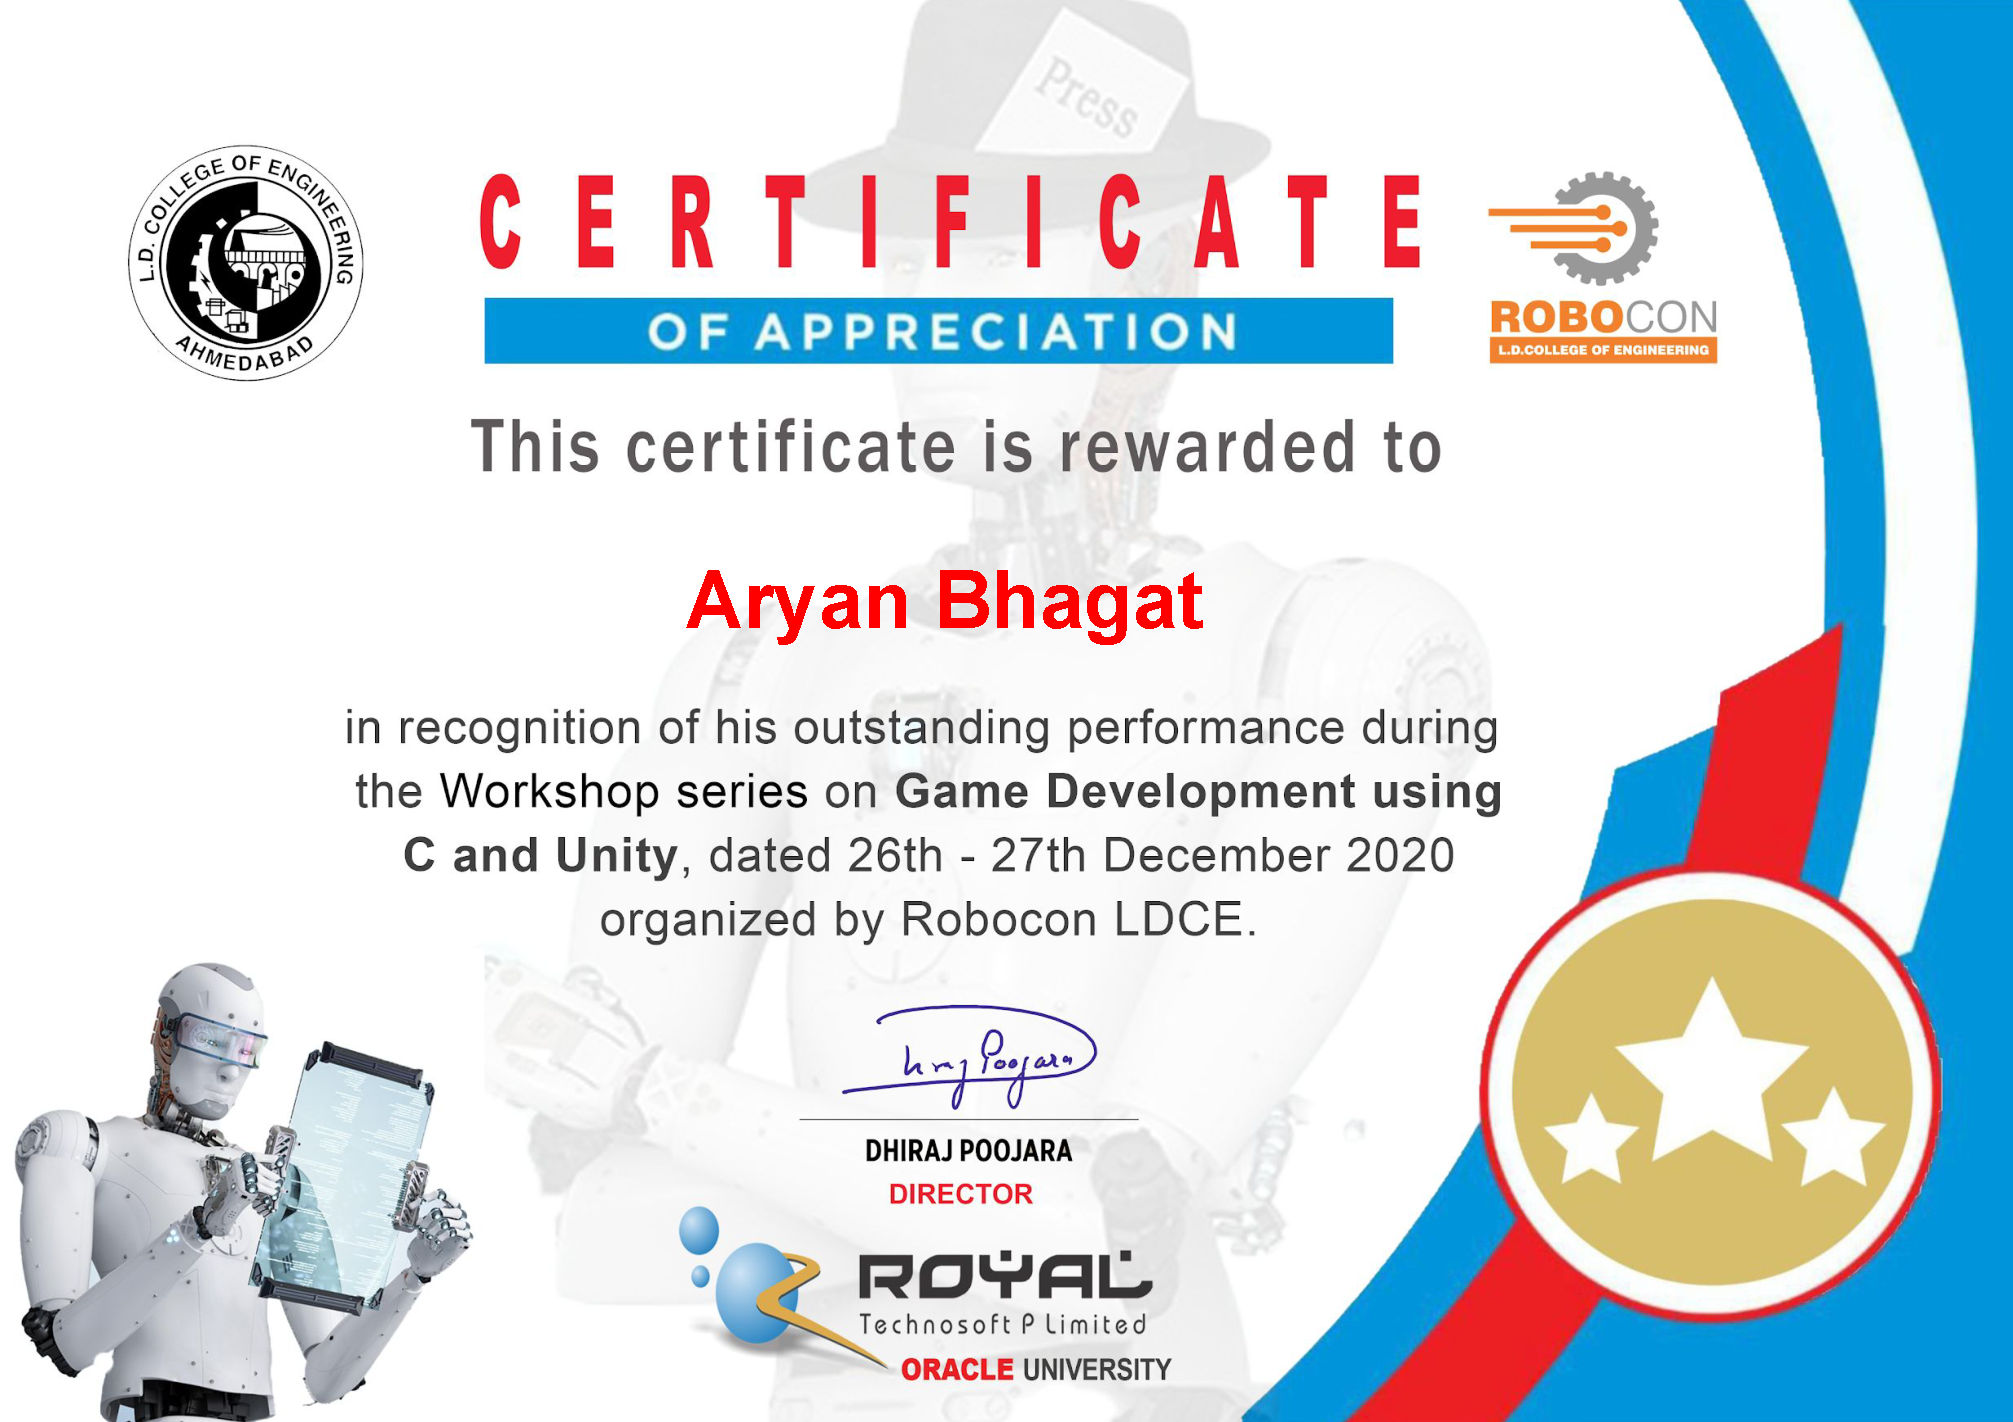 Press
L.D. COLLEGE OF ENGINEERING
AHMEDABAD
CERTIFICATE
OF APPRECIATION
ROBOCON
L.D.COLLEGE OF ENGINEERING
This certificate is rewarded to
Aryan Bhagat
in recognition of his outstanding performance during
the Workshop series on Game Development using
C and Unity, dated 26th - 27th December 2020
organized by Robocon LDCE.
Poojara
DHIRAJ POOJARA
DIRECTOR
ROYAL
Technosoft P Limited
ORACLE UNIVERSITY